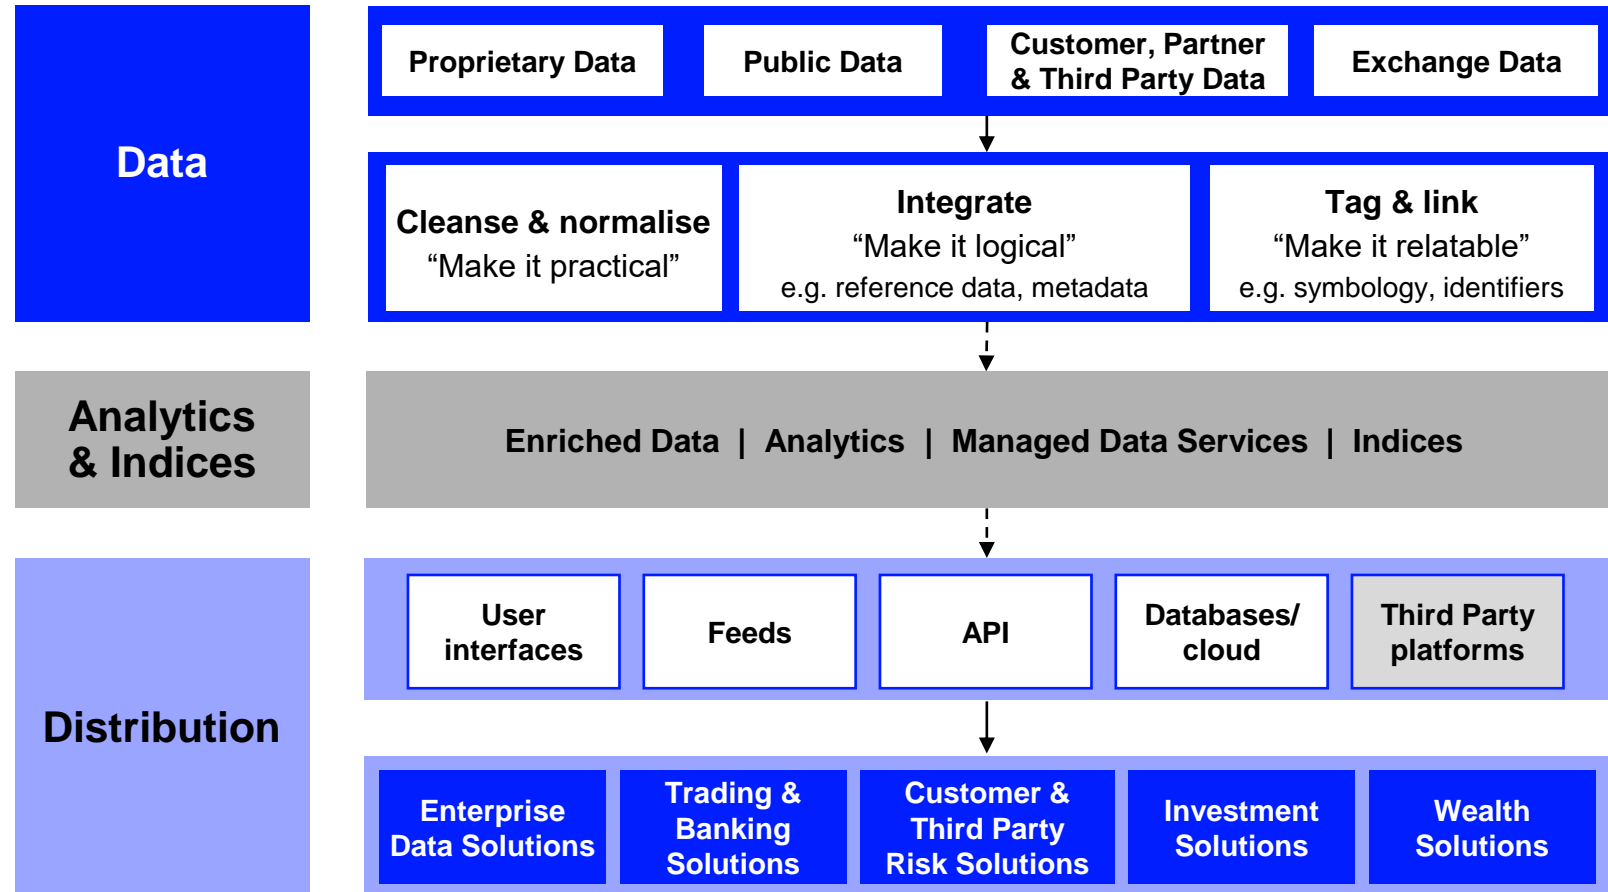 Data
Proprietary Data
Public Data
Customer, Partner
& Third Party Data
Exchange Data
Cleanse & normalise
“Make it practical”
Integrate
“Make it logical”
e.g. reference data, metadata
Tag & link
“Make it relatable”
e.g. symbology, identifiers
Analytics
& Indices
Enriched Data | Analytics | Managed Data Services | Indices
Distribution
User
interfaces
Feeds
API
Databases/
cloud
Third Party
platforms
Enterprise
Data Solutions
Trading &
Banking
Solutions
Customer &
Third Party
Risk Solutions
Investment
Solutions
Wealth
Solutions